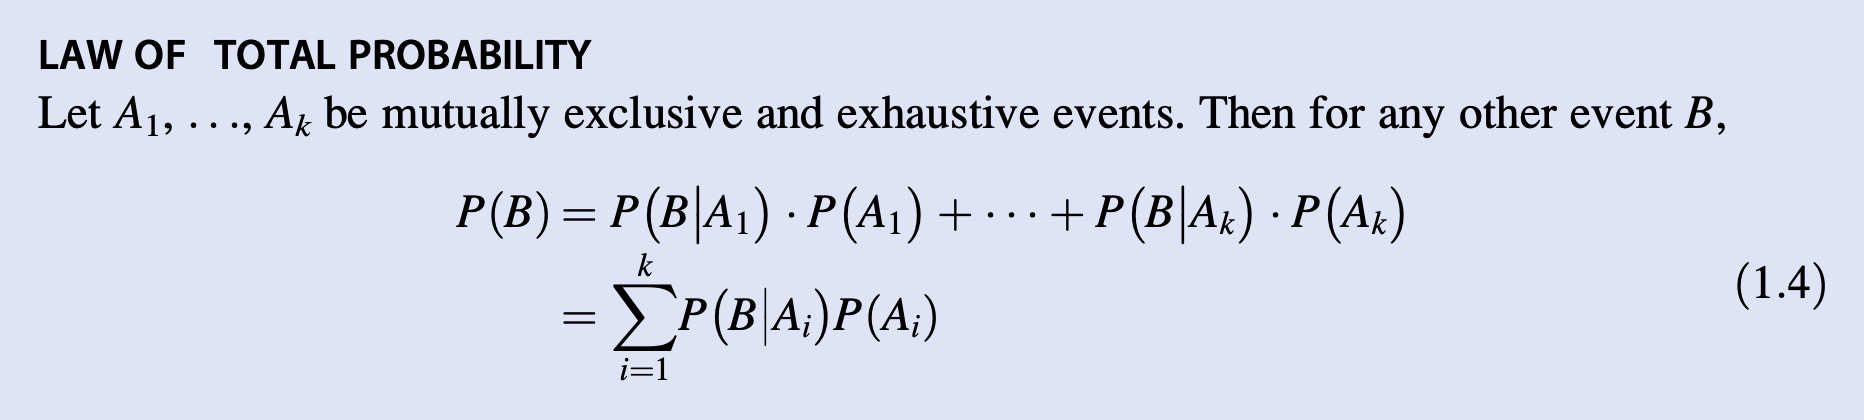 LAW OF TOTAL PROBABILITY
Let A₁, . . ., Aₖ be mutually exclusive and exhaustive events. Then for any other event B,
P(B) = P(B|A₁) · P(A₁) + · · · + P(B|Aₖ) · P(Aₖ)
= ∑ᵢ₌₁ᵏ P(B|Aᵢ)P(Aᵢ)
(1.4)